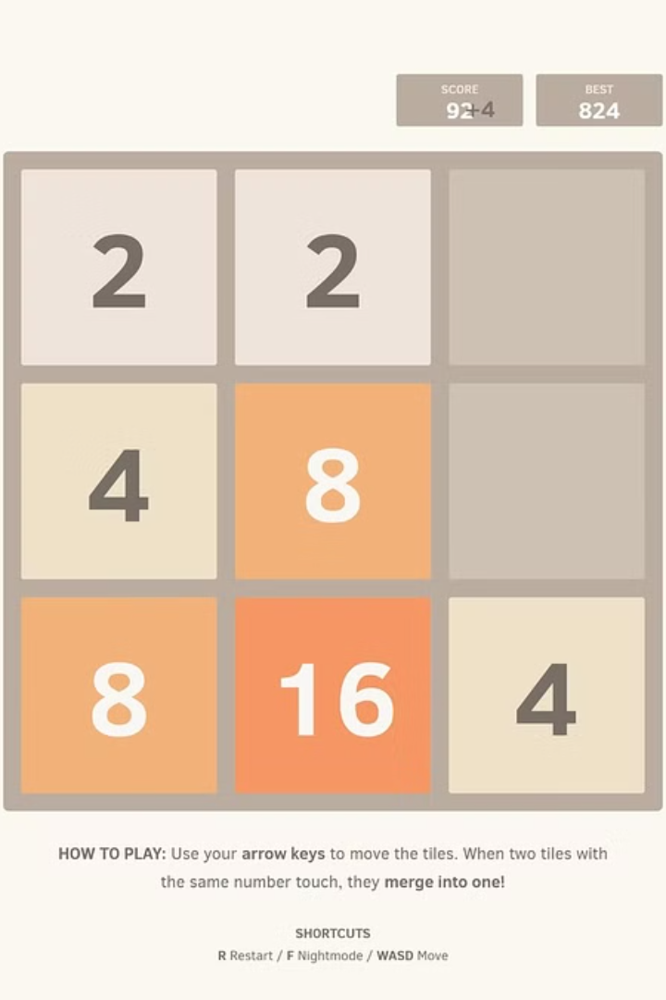 SCORE
BEST
92
+4
824
2 2
4 8
8 16 4
HOW TO PLAY: Use your arrow keys to move the tiles. When two tiles with
the same number touch, they merge into one!
SHORTCUTS
R Restart / F Nightmode / WASD Move